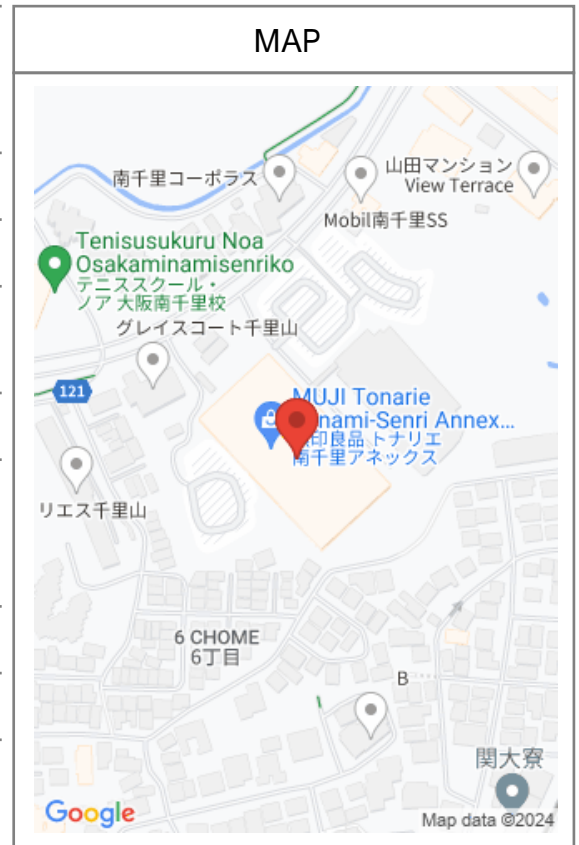 MAP
南千里コーポラス
山田マンション
View Terrace
Mobil南千里SS
Tenisusukuru Noa
Osakaminamisenriko
テニススクール・
ノア 大阪南千里校
グレイスコート千里山
121
MUJI Tonarie
nami-Senri Annex...
印良品 トナリエ
南千里アネックス
リエス千里山
6 CHOME
6丁目
B
関大寮
Google
Map data ©2024